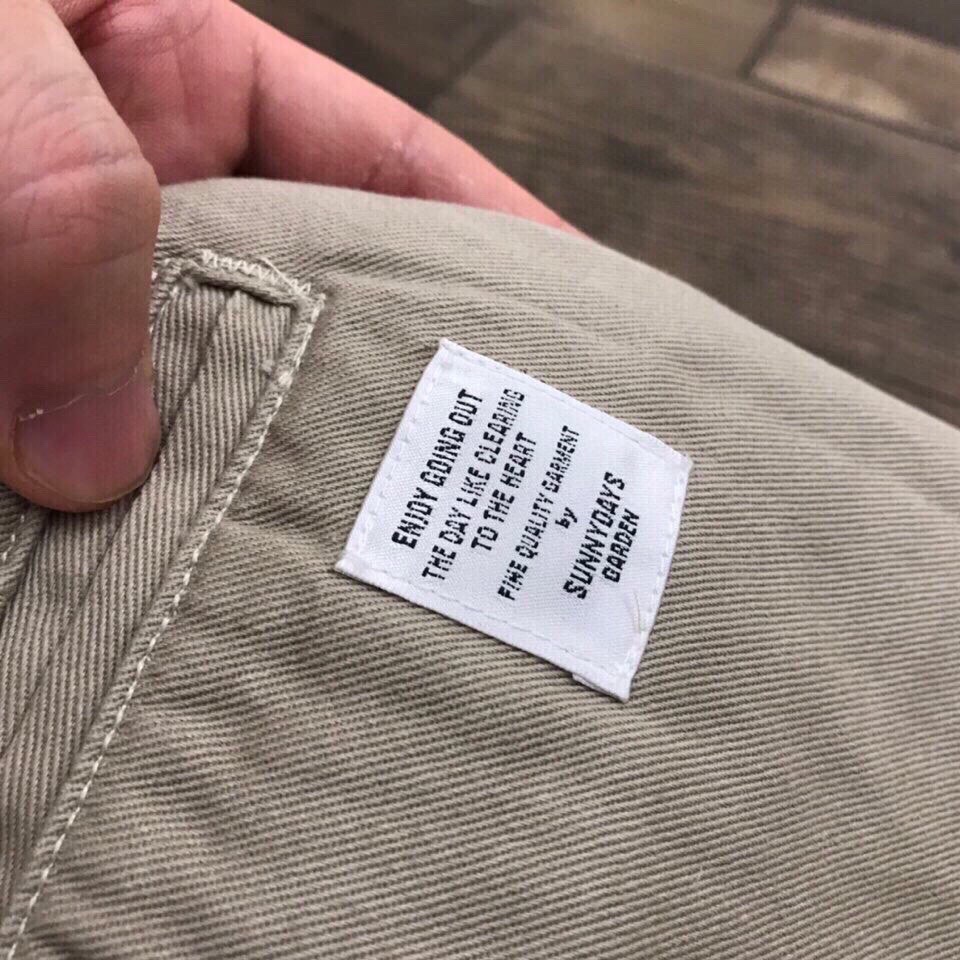 ENJOY GOING OUT
THE DAY LIKE CLEARING
TO THE HEART
FINE QUALITY GARMENT
by
SUNNYDAYS
GARDEN